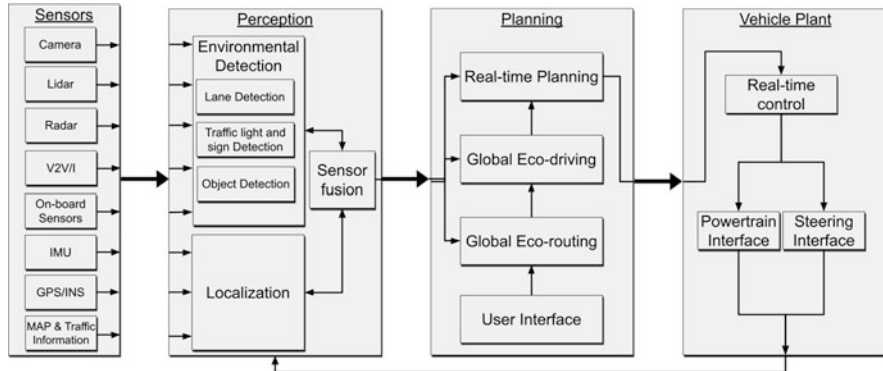 Sensors
Camera
Lidar
Radar
V2V/I
On-board
Sensors
IMU
GPS/INS
MAP & Traffic
Information
Perception
Environmental
Detection
Lane Detection
Traffic light and
sign Detection
Object Detection
Sensor
fusion
Localization
Planning
Real-time Planning
Global Eco-driving
Global Eco-routing
User Interface
Vehicle Plant
Real-time
control
Powertrain
Interface
Steering
Interface